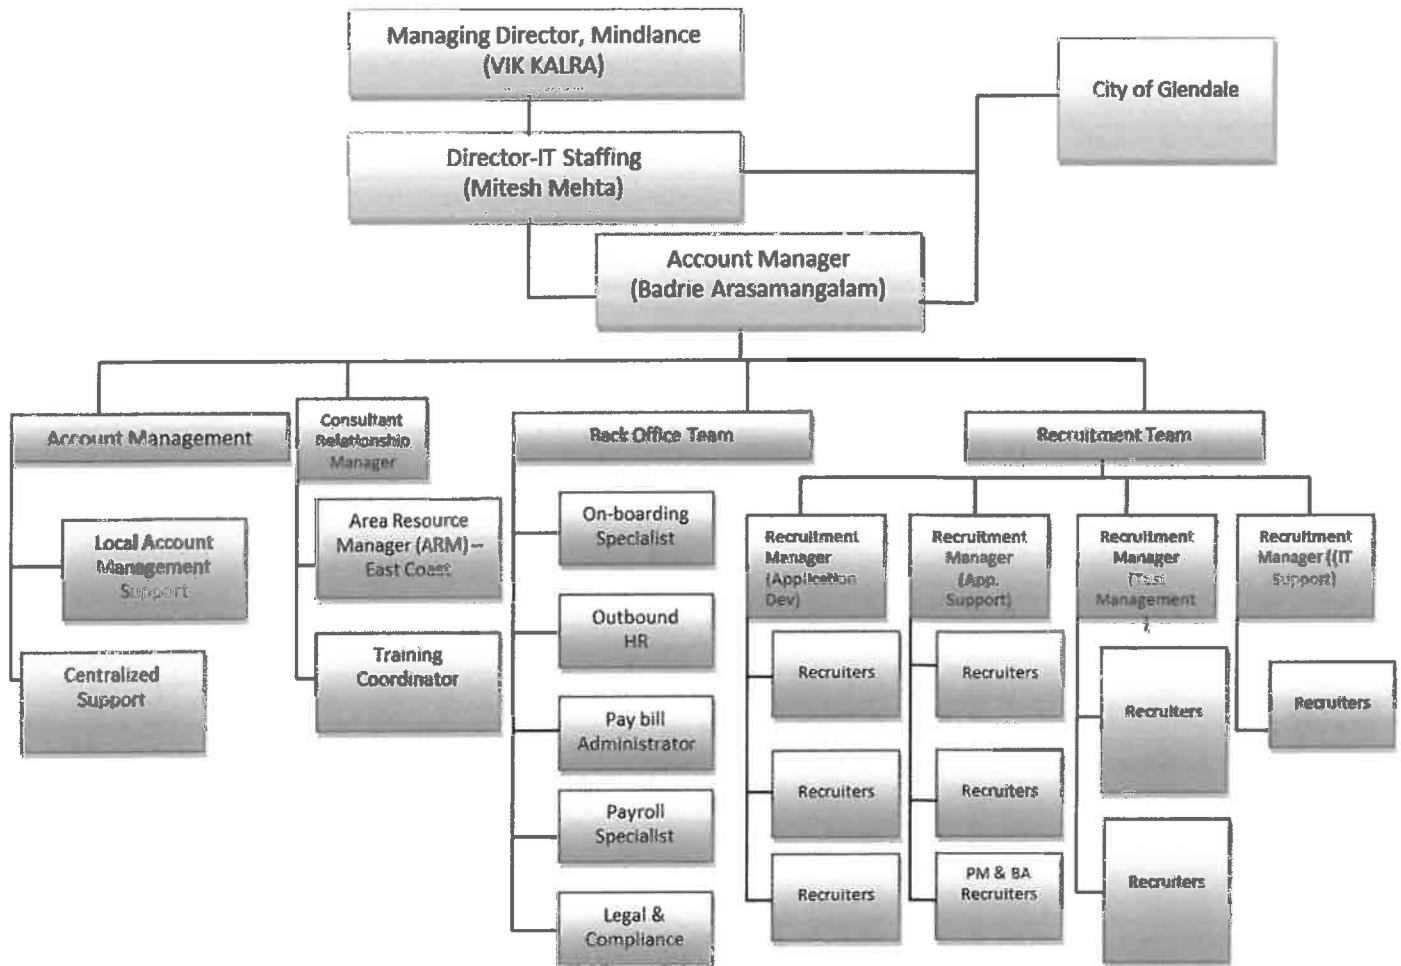 Managing Director, Mindlance
(VIK KALRA)
City of Glendale
Director-IT Staffing
(Mitesh Mehta)
Account Manager
(Badrie Arasamangalam)
Account Management
Consultant
Relationship
Manager
Back Office Team
Recruitment Team
Local Account
Management
Support
Centralized
Support
Area Resource
Manager (ARM) –
East Coast
Training
Coordinator
On-boarding
Specialist
Outbound
HR
Pay bill
Administrator
Payroll
Specialist
Legal &
Compliance
Recruitment
Manager
(Application
Dev)
Recruiters
Recruiters
Recruiters
Recruitment
Manager
(App.
Support)
Recruiters
Recruiters
PM & BA
Recruiters
Recruitment
Manager
(Test
Management
)
Recruiters
Recruiters
Recruitment
Manager ((IT
Support)
Recruiters